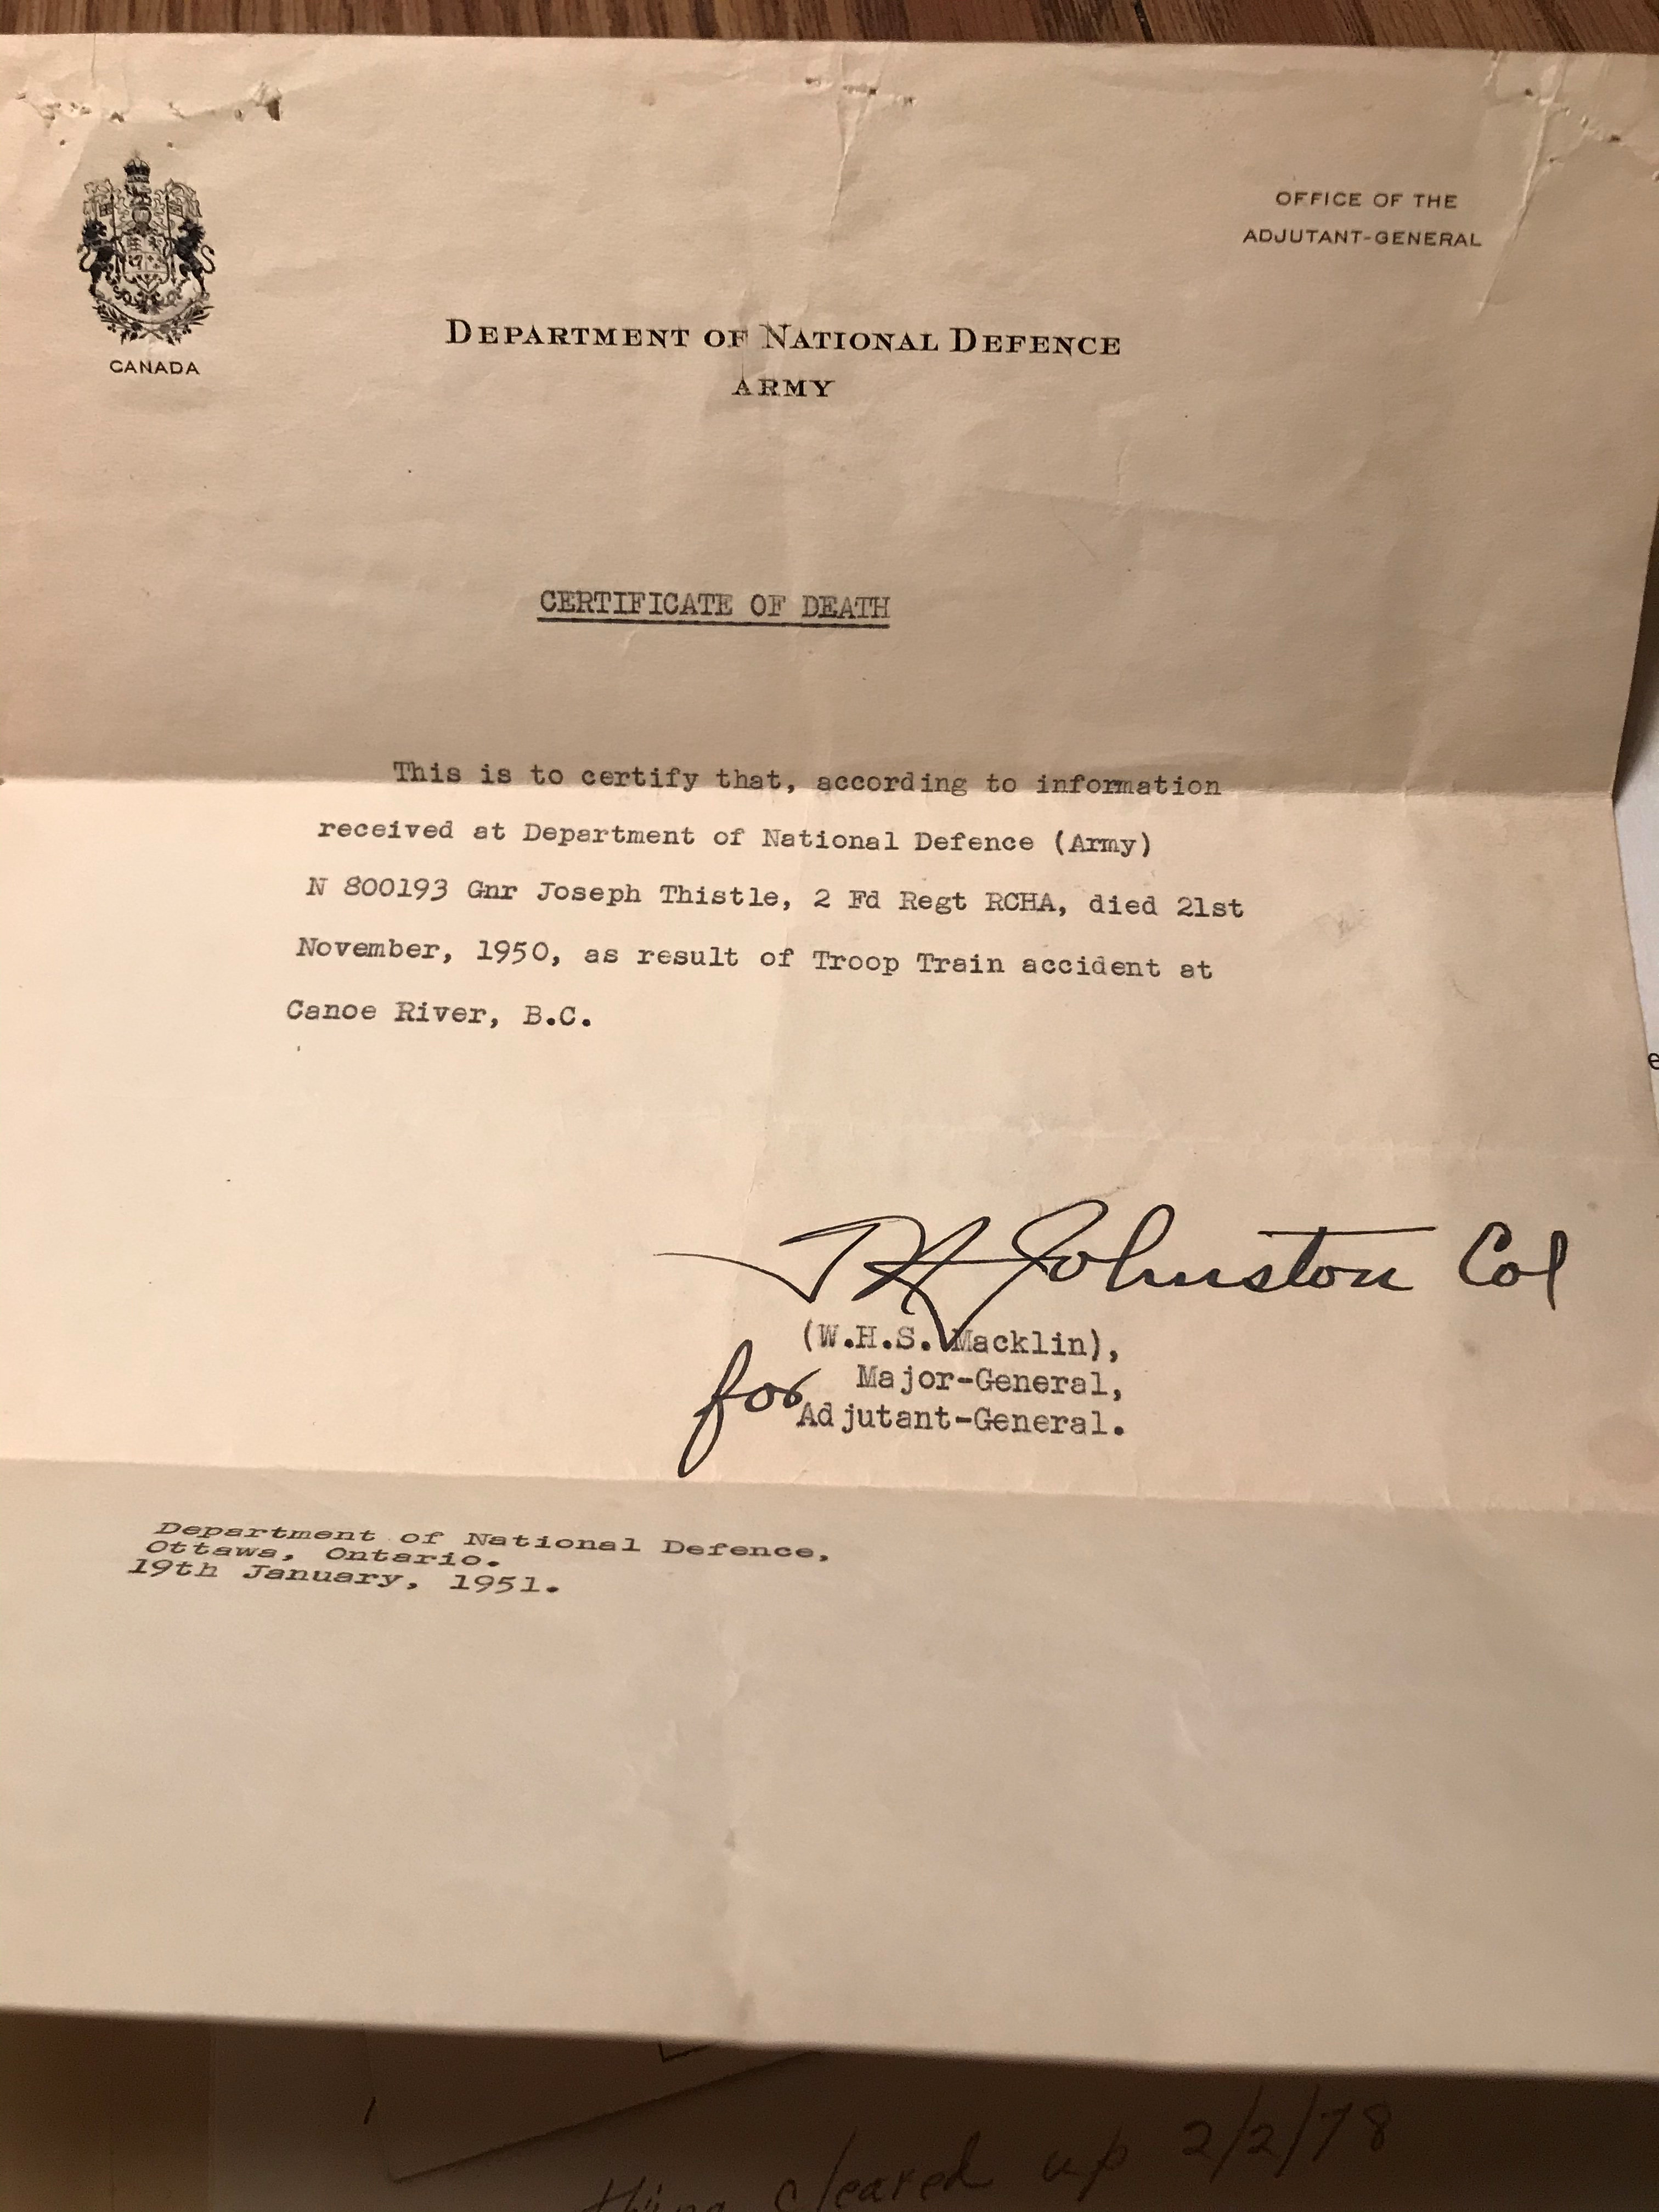 OFFICE OF THE
ADJUTANT-GENERAL
CANADA
DEPARTMENT OF NATIONAL DEFENCE
ARMY
CERTIFICATE OF DEATH
This is to certify that, according to information
received at Department of National Defence (Army)
N 800193 Gnr Joseph Thistle, 2 Fd Regt RCHA, died 21st
November, 1950, as result of Troop Train accident at
Canoe River, B.C.
Johnston Col
(W.H.S. Macklin),
for Major-General,
Adjutant-General.
Department of National Defence,
Ottawa, Ontario.
19th January, 1951.
e
thing cleared up 2/2/78